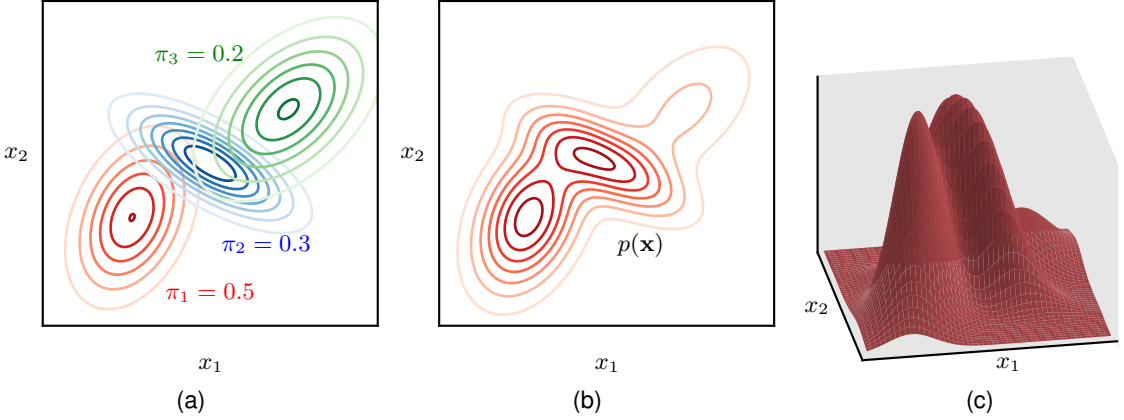 π₃ = 0.2
x₂
π₂ = 0.3
π₁ = 0.5
x₁
(a)
x₂
p(𝐱)
x₁
(b)
x₂
x₁
(c)